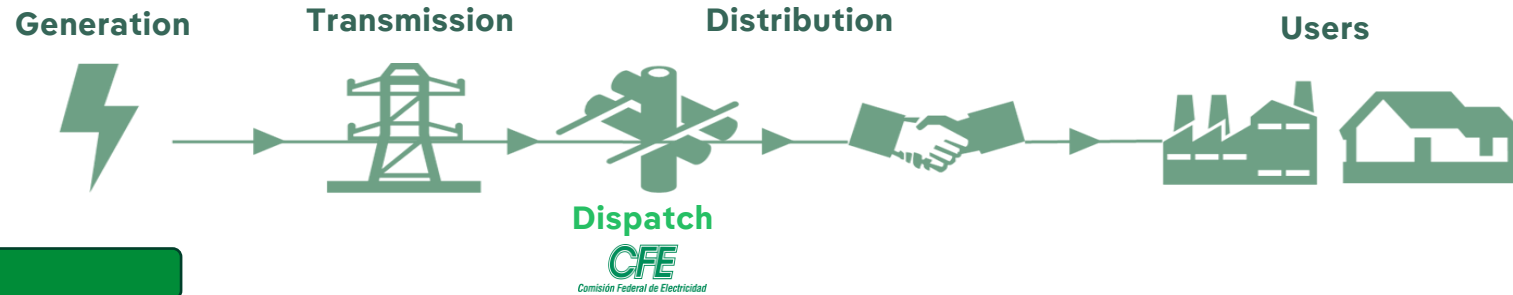 Generation
Transmission
Distribution
Users
Dispatch
CFE
Comisión Federal de Electricidad